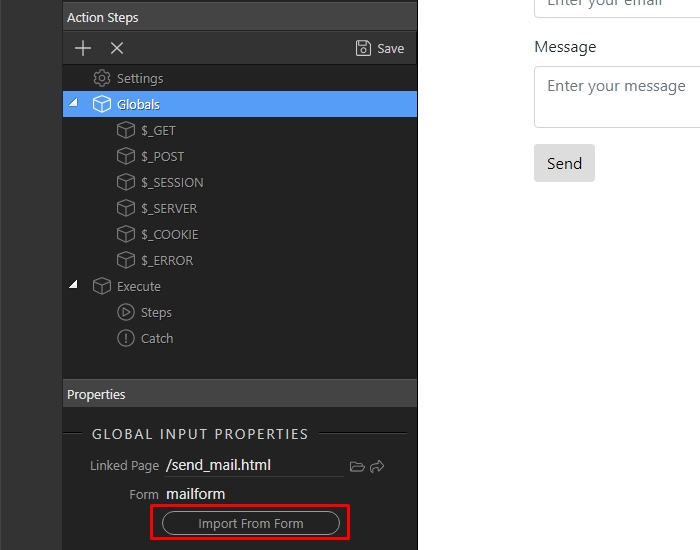 Action Steps
Save
Settings
Globals
$_GET
$_POST
$_SESSION
$_SERVER
$_COOKIE
$_ERROR
Execute
Steps
Catch
Properties
GLOBAL INPUT PROPERTIES
Linked Page /send_mail.html
Form mailform
Import From Form
Enter your email
Message
Enter your message
Send